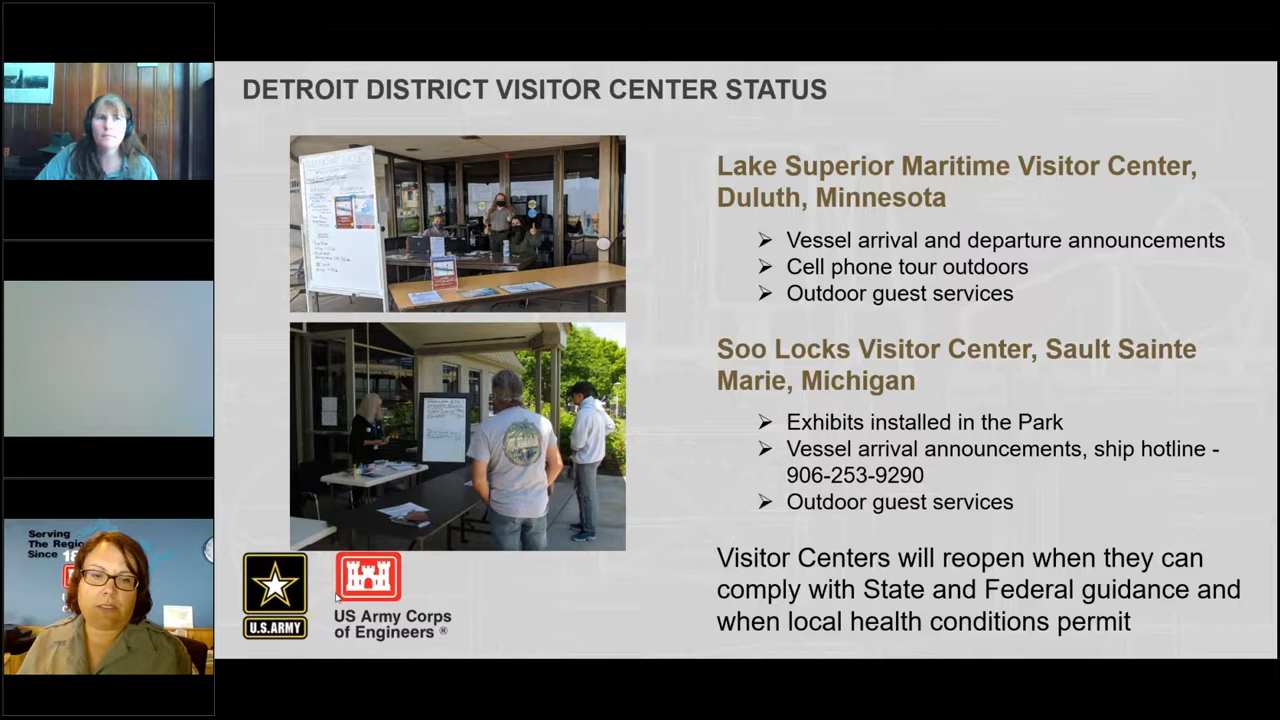 DETROIT DISTRICT VISITOR CENTER STATUS
Lake Superior Maritime Visitor Center,
Duluth, Minnesota
➢ Vessel arrival and departure announcements
➢ Cell phone tour outdoors
➢ Outdoor guest services
Soo Locks Visitor Center, Sault Sainte
Marie, Michigan
➢ Exhibits installed in the Park
➢ Vessel arrival announcements, ship hotline -
906-253-9290
➢ Outdoor guest services
Visitor Centers will reopen when they can
comply with State and Federal guidance and
when local health conditions permit
U.S.ARMY
US Army Corps
of Engineers ®
Serving
The Regio
Since 18